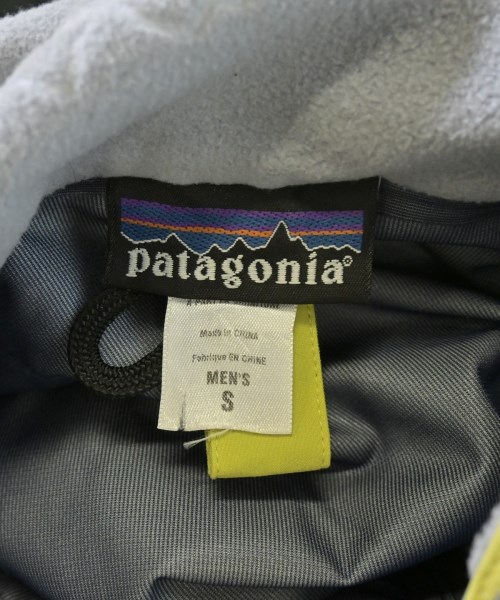 patagonia®
Made in CHINA
Fabriqué EN CHINE
MEN'S
S